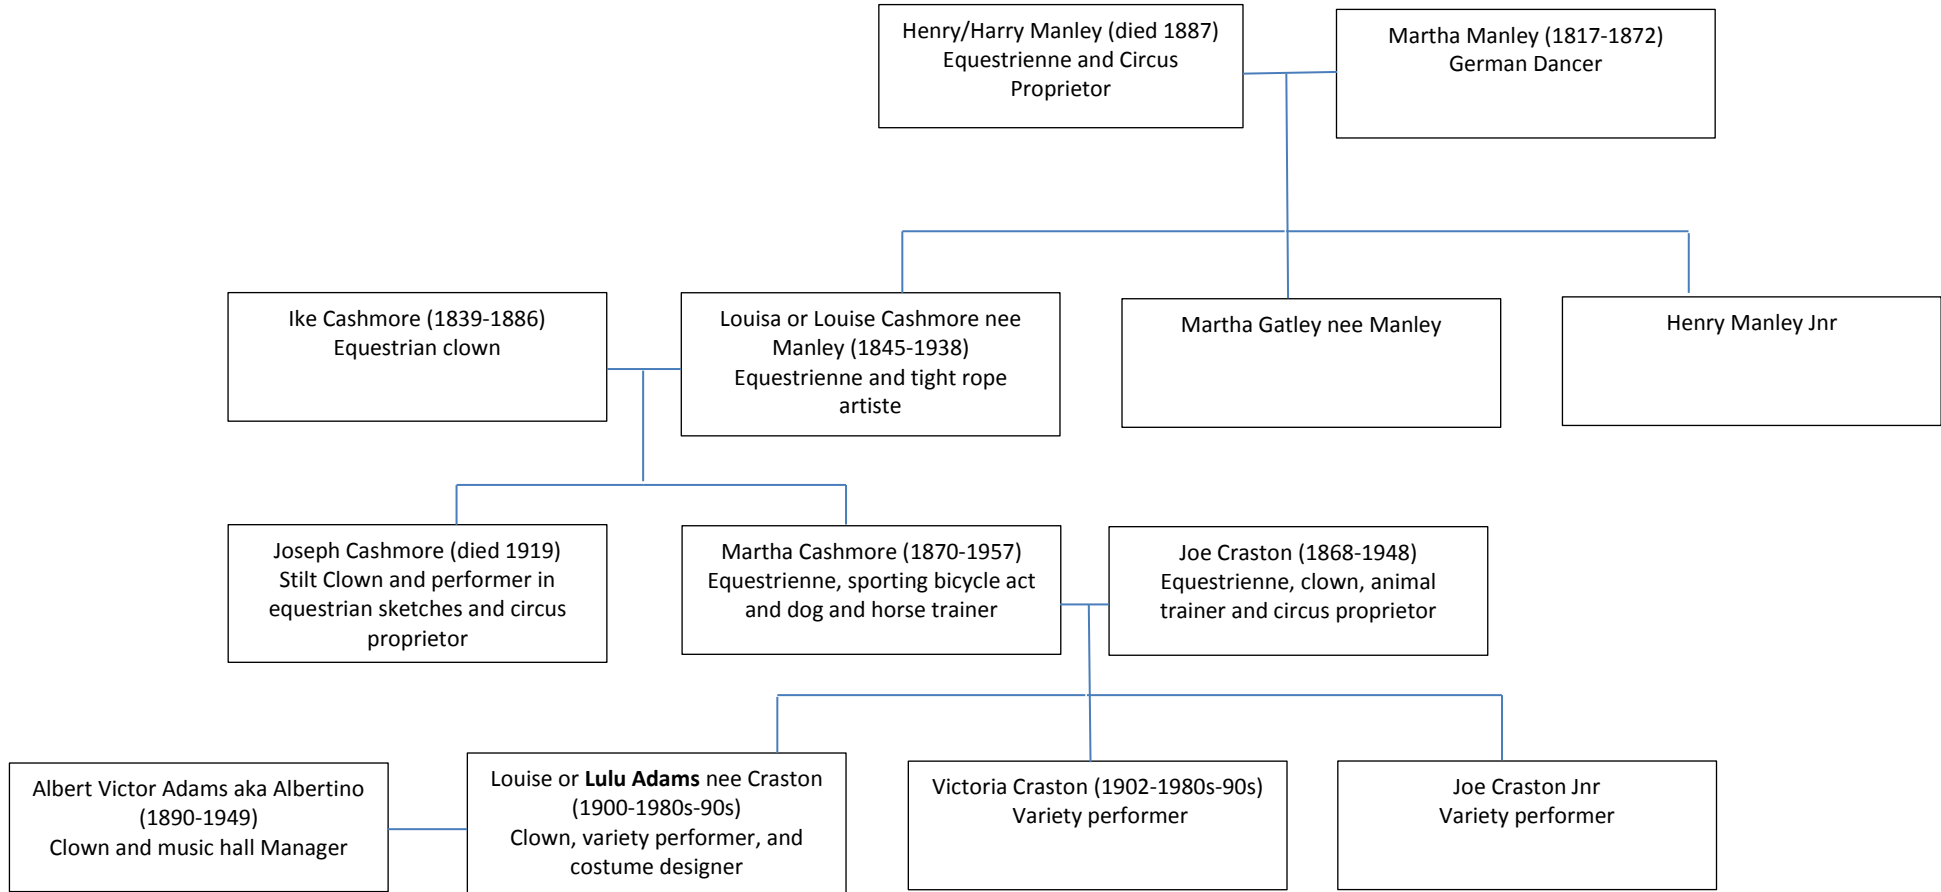 Henry/Harry Manley (died 1887)
Equestrienne and Circus
Proprietor
Martha Manley (1817-1872)
German Dancer
Ike Cashmore (1839-1886)
Equestrian clown
Louisa or Louise Cashmore nee
Manley (1845-1938)
Equestrienne and tight rope
artiste
Martha Gatley nee Manley
Henry Manley Jnr
Joseph Cashmore (died 1919)
Stilt Clown and performer in
equestrian sketches and circus
proprietor
Martha Cashmore (1870-1957)
Equestrienne, sporting bicycle act
and dog and horse trainer
Joe Craston (1868-1948)
Equestrienne, clown, animal
trainer and circus proprietor
Albert Victor Adams aka Albertino
(1890-1949)
Clown and music hall Manager
Louise or Lulu Adams nee Craston
(1900-1980s-90s)
Clown, variety performer, and
costume designer
Victoria Craston (1902-1980s-90s)
Variety performer
Joe Craston Jnr
Variety performer